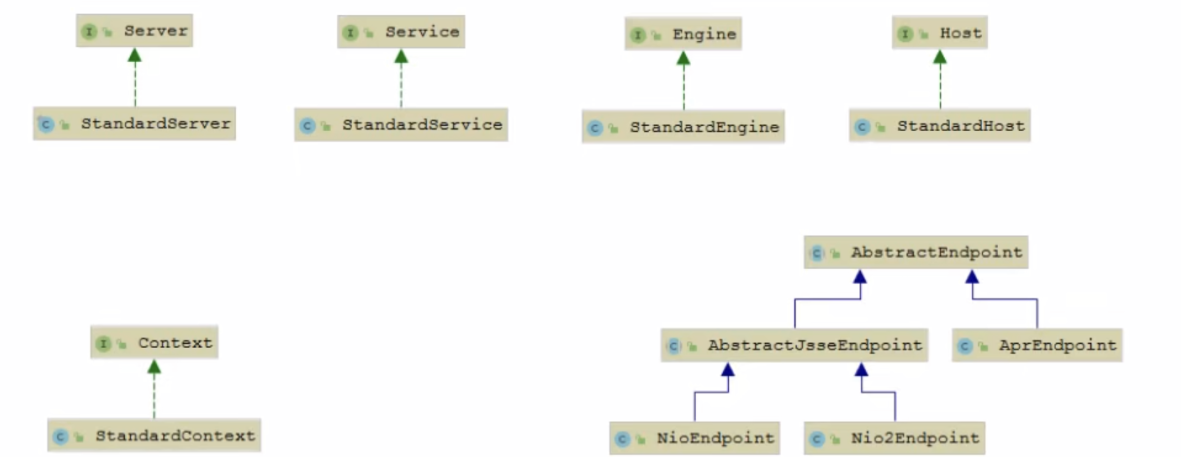 Server
Service
Engine
Host
StandardServer
StandardService
StandardEngine
StandardHost
AbstractEndpoint
Context
AbstractJsseEndpoint
AprEndpoint
StandardContext
NioEndpoint
Nio2Endpoint